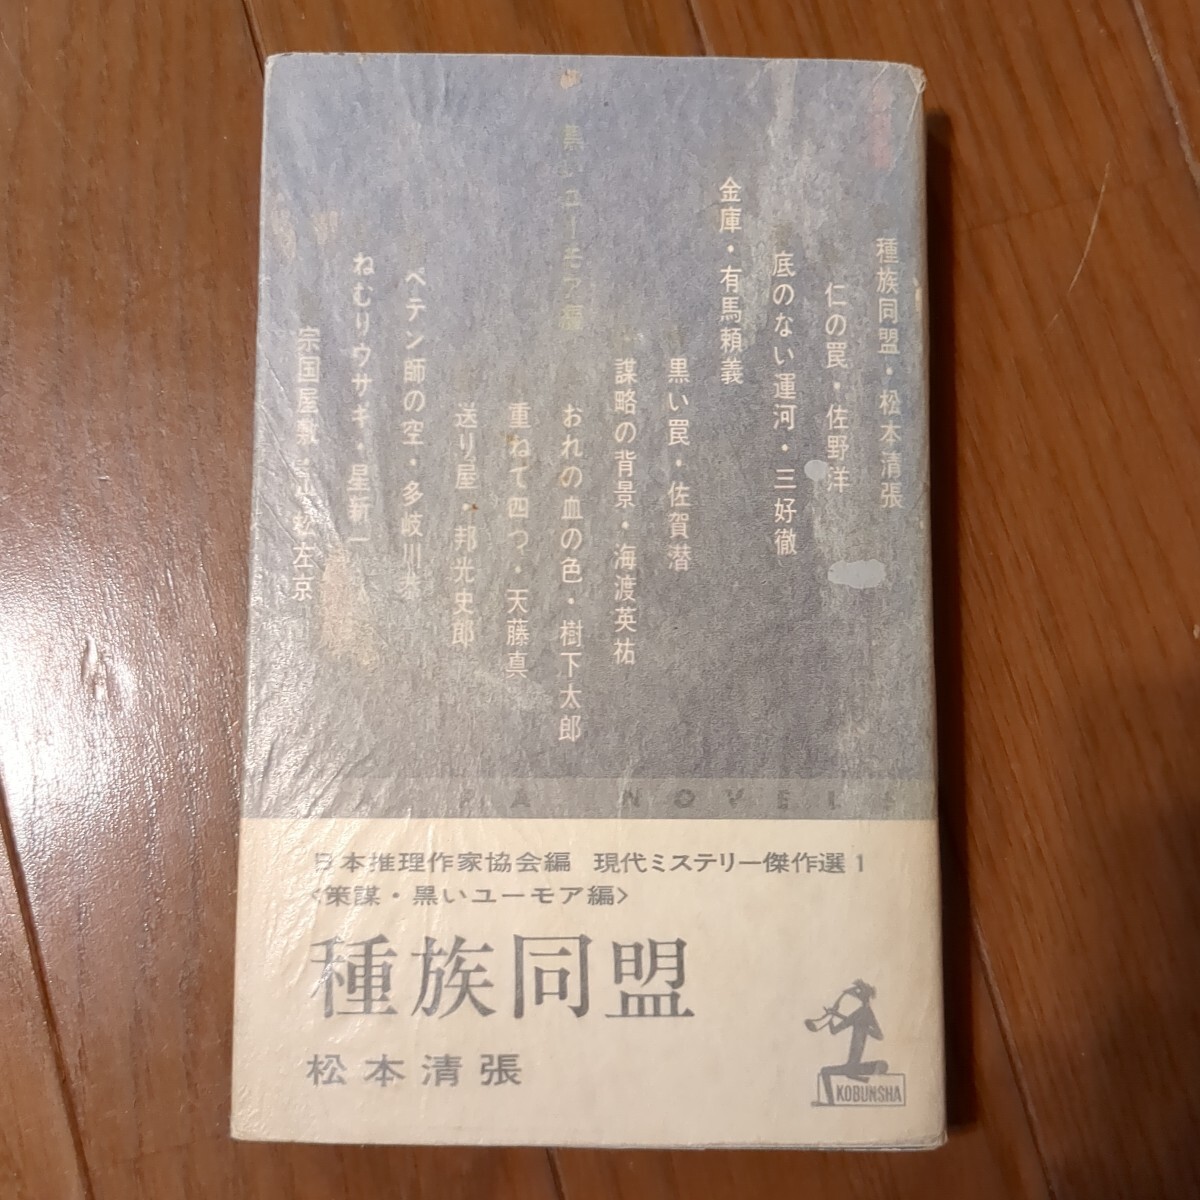 種族同盟・松本清張
仁の罠・佐野洋
底のない運河・三好徹
金庫・有馬頼義
黒い罠・佐賀潜
謀略の背景・海渡英祐
黒いユーモア編
おれの血の色・樹下太郎
重ねて四つ・天藤真
送り屋・邦光史郎
ペテン師の空・多岐川恭
ねむりウサギ・星新一
宗国屋敷・小松左京
NOVELS
日本推理作家協会編 現代ミステリー傑作選1
<策謀・黒いユーモア編>
種族同盟
松本清張
KOBUNSHA